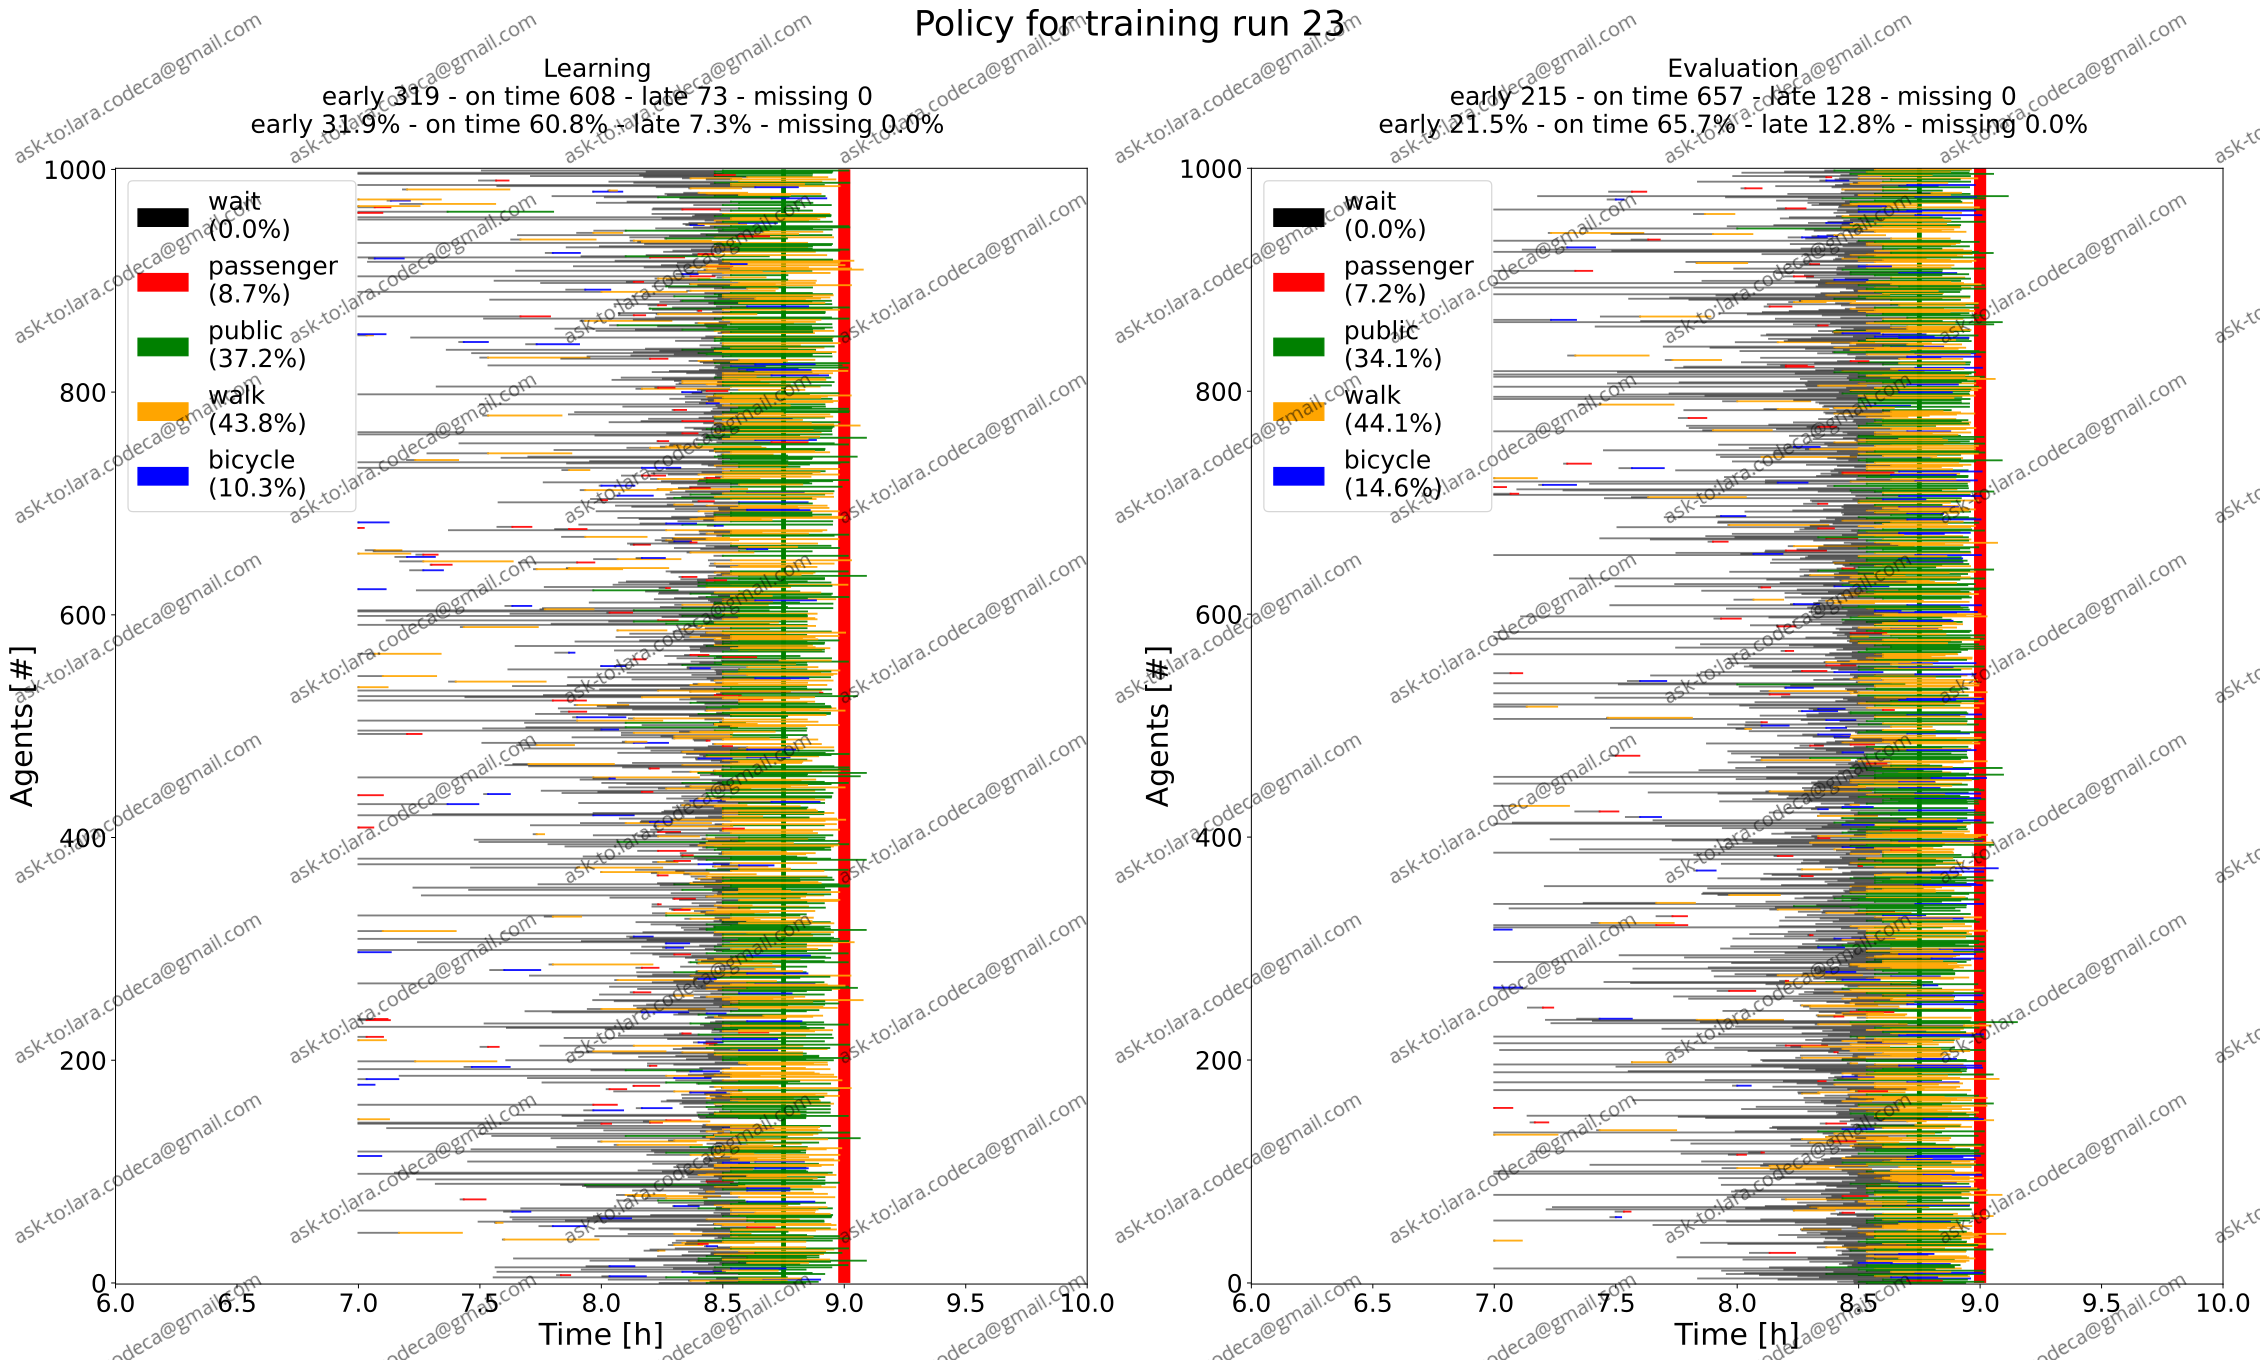 Policy for training run 23
Learning
early 319 - on time 608 - late 73 - missing 0
early 31.9% - on time 60.8% - late 7.3% - missing 0.0%
Evaluation
early 215 - on time 657 - late 128 - missing 0
early 21.5% - on time 65.7% - late 12.8% - missing 0.0%
Agents [#]
1000
800
600
400
200
0
wait
(0.0%)
passenger
(8.7%)
public
(37.2%)
walk
(43.8%)
bicycle
(10.3%)
6.0 6.5 7.0 7.5 8.0 8.5 9.0 9.5 10.0
Time [h]
Agents [#]
1000
800
600
400
200
0
wait
(0.0%)
passenger
(7.2%)
public
(34.1%)
walk
(44.1%)
bicycle
(14.6%)
6.0 6.5 7.0 7.5 8.0 8.5 9.0 9.5 10.0
Time [h]
ask-to:lara.codeca@gmail.com